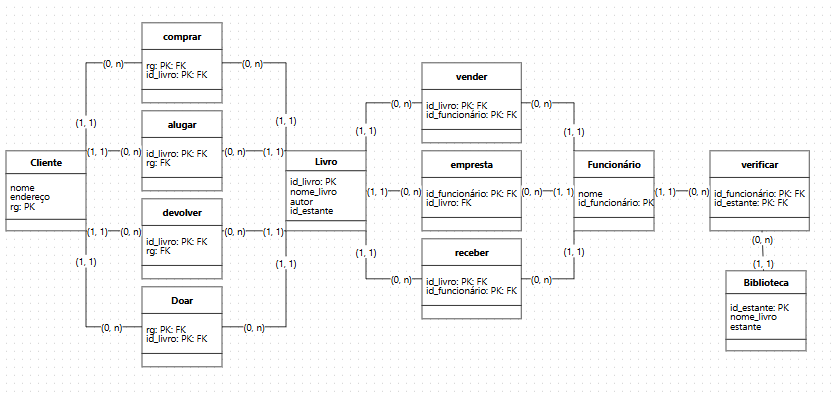 comprar
rg: PK: FK
id_livro: PK: FK
alugar
id_livro: PK: FK
rg: FK
devolver
id_livro: PK: FK
rg: FK
Doar
rg: PK: FK
id_livro: PK: FK
Cliente
nome
endereço
rg: PK
(0, n)
(0, n)
(1, 1)
(1, 1)
(1, 1)
(0, n)
(0, n)
(1, 1)
(1, 1)
(0, n)
(0, n)
(1, 1)
(1, 1)
(1, 1)
(0, n)
(0, n)
Livro
id_livro: PK
nome_livro
autor
id_estante
vender
id_livro: PK: FK
id_funcionário: PK: FK
empresta
id_funcionário: PK: FK
id_livro: FK
receber
id_livro: PK: FK
id_funcionário: PK: FK
(0, n)
(0, n)
(1, 1)
(1, 1)
(1, 1)
(0, n)
(0, n)
(1, 1)
(1, 1)
(1, 1)
(0, n)
(0, n)
Funcionário
nome
id_funcionário: PK
(1, 1)
(0, n)
verificar
id_funcionário: PK: FK
id_estante: PK: FK
(0, n)
(1, 1)
Biblioteca
id_estante: PK
nome_livro
estante